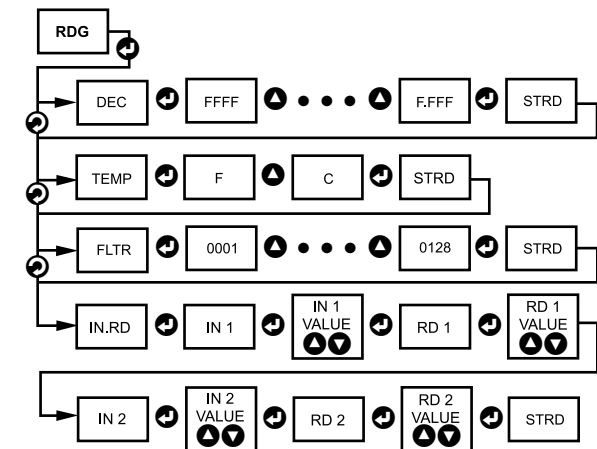 RDG
DEC FFFF F.FFF STRD
TEMP F C STRD
FLTR 0001 0128 STRD
IN.RD IN 1 IN 1 VALUE RD 1 RD 1 VALUE
IN 2 IN 2 VALUE RD 2 RD 2 VALUE STRD